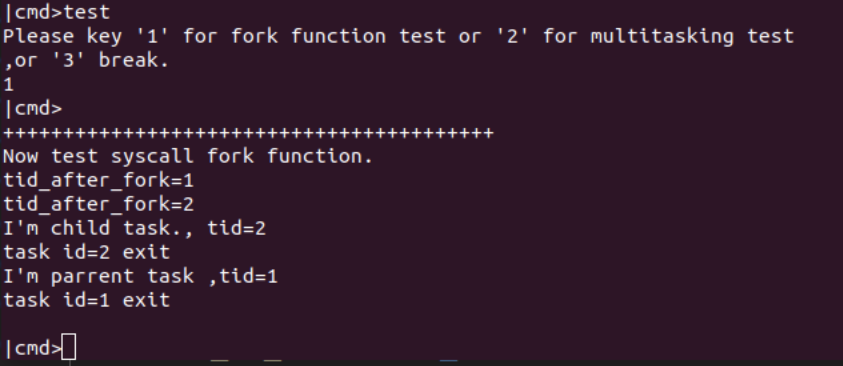 |cmd>test
Please key '1' for fork function test or '2' for multitasking test
,or '3' break.
1
|cmd>
+++++++++++++++++++++++++++++++++++++++++
Now test syscall fork function.
tid_after_fork=1
tid_after_fork=2
I'm child task., tid=2
task id=2 exit
I'm parrent task ,tid=1
task id=1 exit
|cmd>